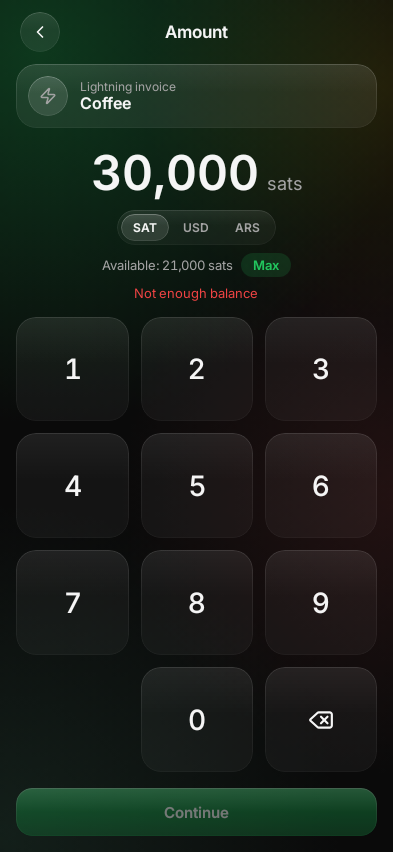 Amount
Lightning invoice
Coffee
30,000 sats
SAT USD ARS
Available: 21,000 sats Max
Not enough balance
1 2 3
4 5 6
7 8 9
0
Continue